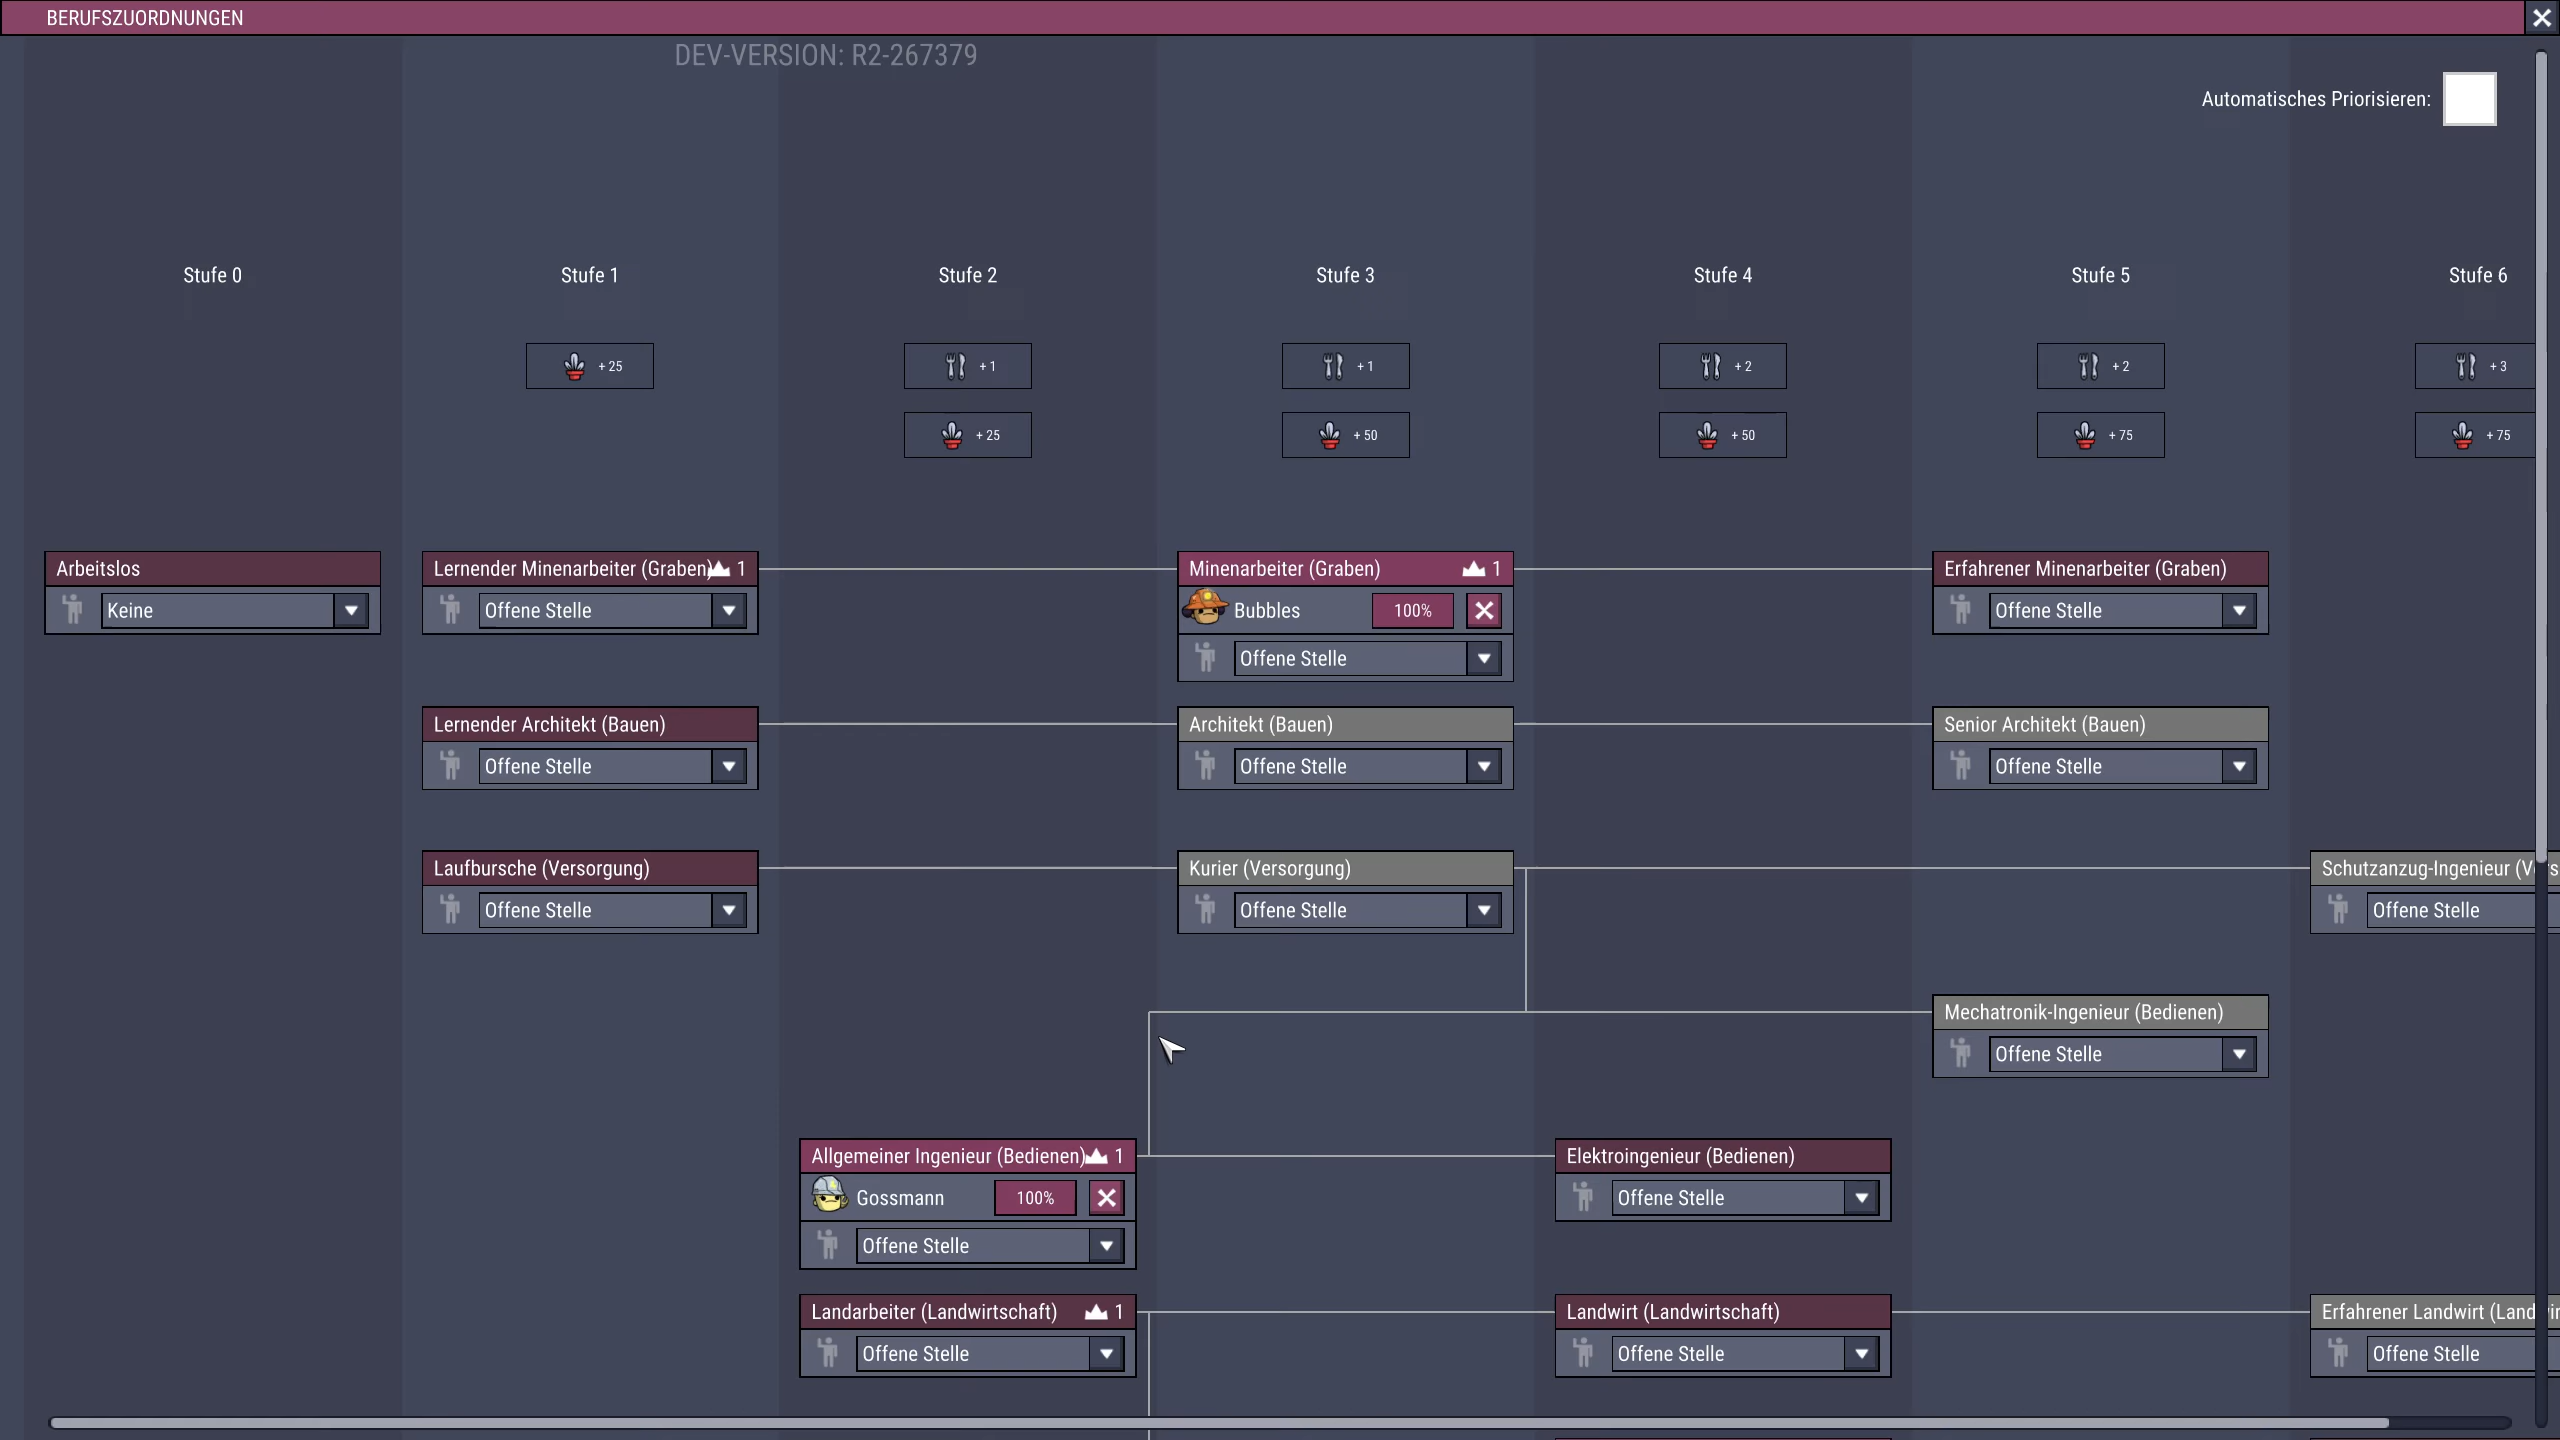 BERUFSZUORDNUNGEN
DEV-VERSION: R2-267379
Automatisches Priorisieren:
Stufe 0
Stufe 1
Stufe 2
Stufe 3
Stufe 4
Stufe 5
Stufe 6
+ 25
+ 1
+ 1
+ 2
+ 2
+ 3
+ 25
+ 50
+ 50
+ 75
+ 75
Arbeitslos
Keine
Lernender Minenarbeiter (Graben) 1
Offene Stelle
Minenarbeiter (Graben) 1
Bubbles 100%
Offene Stelle
Erfahrener Minenarbeiter (Graben)
Offene Stelle
Lernender Architekt (Bauen)
Offene Stelle
Architekt (Bauen)
Offene Stelle
Senior Architekt (Bauen)
Offene Stelle
Laufbursche (Versorgung)
Offene Stelle
Kurier (Versorgung)
Offene Stelle
Schutzanzug-Ingenieur
Offene Stelle
Mechatronik-Ingenieur (Bedienen)
Offene Stelle
Allgemeiner Ingenieur (Bedienen) 1
Gossmann 100%
Offene Stelle
Elektroingenieur (Bedienen)
Offene Stelle
Landarbeiter (Landwirtschaft) 1
Offene Stelle
Landwirt (Landwirtschaft)
Offene Stelle
Erfahrener Landwirt
Offene Stelle